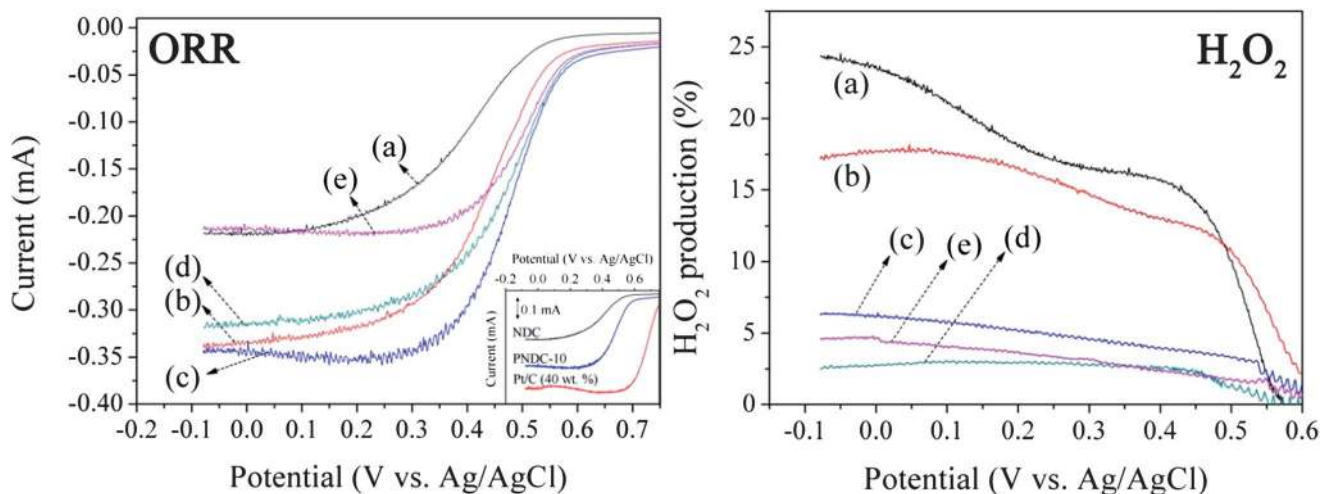 ORR
0.00
-0.05
-0.10
-0.15
-0.20
-0.25
-0.30
-0.35
-0.40
Current (mA)
(a)
(e)
(d)
(b)
(c)
-0.2 -0.1 0.0 0.1 0.2 0.3 0.4 0.5 0.6 0.7
Potential (V vs. Ag/AgCl)
Potential (V vs. Ag/AgCl)
-0.2 0.0 0.2 0.4 0.6
0.1 mA
NDC
PNDC-10
Pt/C (40 wt. %)
Current (mA)
H₂O₂
25
20
15
10
5
0
H₂O₂ production (%)
(a)
(b)
(c)
(e)
(d)
-0.1 0.0 0.1 0.2 0.3 0.4 0.5 0.6
Potential (V vs. Ag/AgCl)